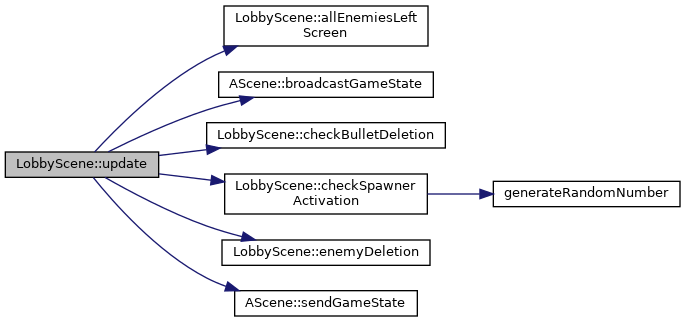 LobbyScene::allEnemiesLeft
Screen
AScene::broadcastGameState
LobbyScene::checkBulletDeletion
LobbyScene::update
LobbyScene::checkSpawner
Activation
generateRandomNumber
LobbyScene::enemyDeletion
AScene::sendGameState